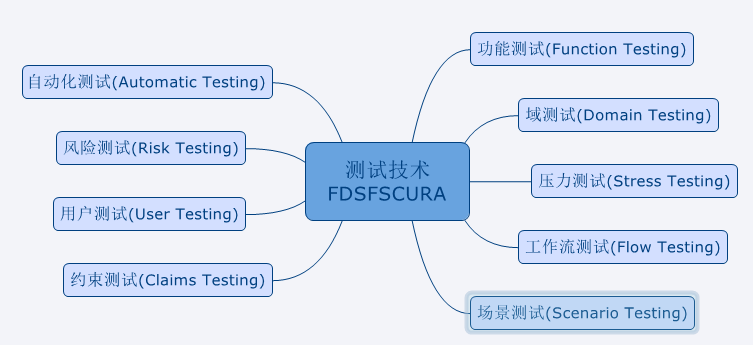 测试技术
FDSFSCURA
功能测试(Function Testing)
域测试(Domain Testing)
压力测试(Stress Testing)
工作流测试(Flow Testing)
场景测试(Scenario Testing)
自动化测试(Automatic Testing)
风险测试(Risk Testing)
用户测试(User Testing)
约束测试(Claims Testing)